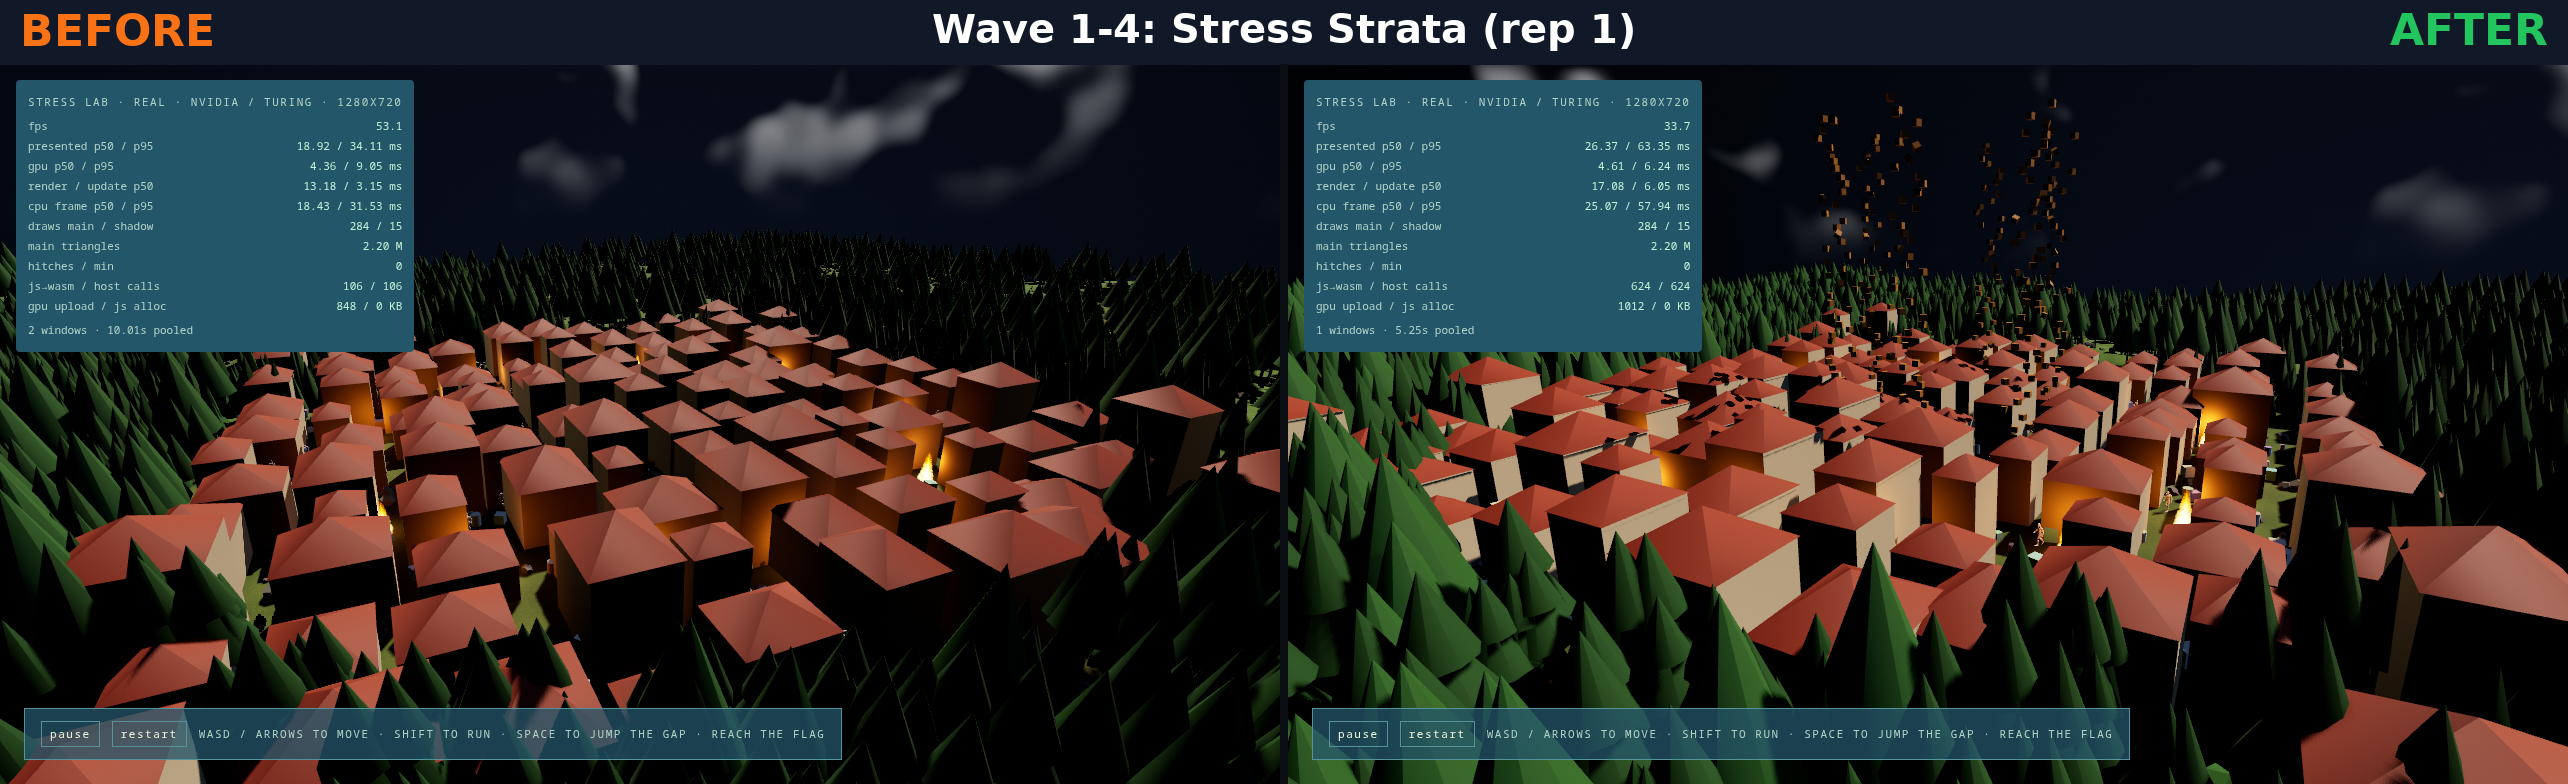 BEFORE
Wave 1-4: Stress Strata (rep 1)
AFTER
STRESS LAB · REAL · NVIDIA / TURING · 1280X720
fps 53.1
presented p50 / p95 18.92 / 34.11 ms
gpu p50 / p95 4.36 / 9.05 ms
render / update p50 13.18 / 3.15 ms
cpu frame p50 / p95 18.43 / 31.53 ms
draws main / shadow 284 / 15
main triangles 2.20 M
hitches / min 0
js→wasm / host calls 106 / 106
gpu upload / js alloc 848 / 0 KB
2 windows · 10.01s pooled
pause restart WASD / ARROWS TO MOVE · SHIFT TO RUN · SPACE TO JUMP THE GAP · REACH THE FLAG
STRESS LAB · REAL · NVIDIA / TURING · 1280X720
fps 33.7
presented p50 / p95 26.37 / 63.35 ms
gpu p50 / p95 4.61 / 6.24 ms
render / update p50 17.08 / 6.05 ms
cpu frame p50 / p95 25.07 / 57.94 ms
draws main / shadow 284 / 15
main triangles 2.20 M
hitches / min 0
js→wasm / host calls 624 / 624
gpu upload / js alloc 1012 / 0 KB
1 windows · 5.25s pooled
pause restart WASD / ARROWS TO MOVE · SHIFT TO RUN · SPACE TO JUMP THE GAP · REACH THE FLAG